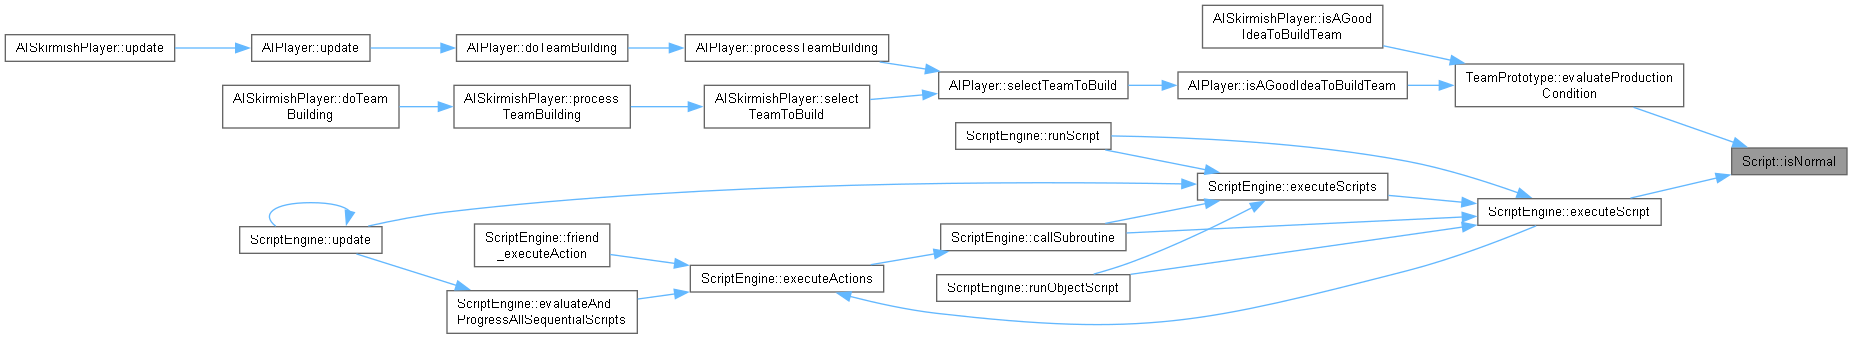 AISkirmishPlayer::isAGood
IdeaToBuildTeam
AISkirmishPlayer::update
AIPlayer::update
AIPlayer::doTeamBuilding
AIPlayer::processTeamBuilding
AISkirmishPlayer::doTeam
Building
AISkirmishPlayer::process
TeamBuilding
AISkirmishPlayer::select
TeamToBuild
AIPlayer::selectTeamToBuild
AIPlayer::isAGoodIdeaToBuildTeam
TeamPrototype::evaluateProduction
Condition
ScriptEngine::runScript
Script::isNormal
ScriptEngine::executeScripts
ScriptEngine::executeScript
ScriptEngine::update
ScriptEngine::friend
_executeAction
ScriptEngine::callSubroutine
ScriptEngine::executeActions
ScriptEngine::runObjectScript
ScriptEngine::evaluateAnd
ProgressAllSequentialScripts